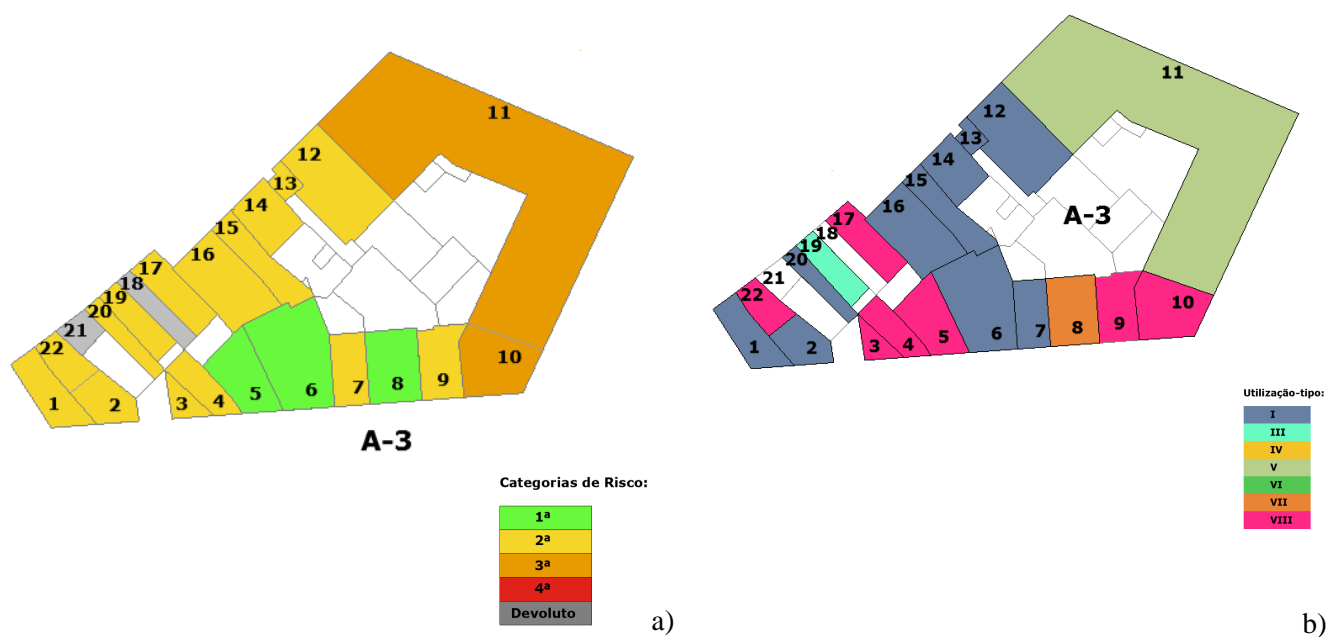 11
12
13
14
15
16
17
18
19
20
21
22
1
2
3
4
5
6
7
8
9
10
A-3
Categorias de Risco:
1ª
2ª
3ª
4ª
Devoluto
a)
11
12
13
14
15
16
17
18
19
20
21
22
1
2
3
4
5
6
7
8
9
10
A-3
Utilização-tipo:
I
III
IV
V
VI
VII
VIII
b)